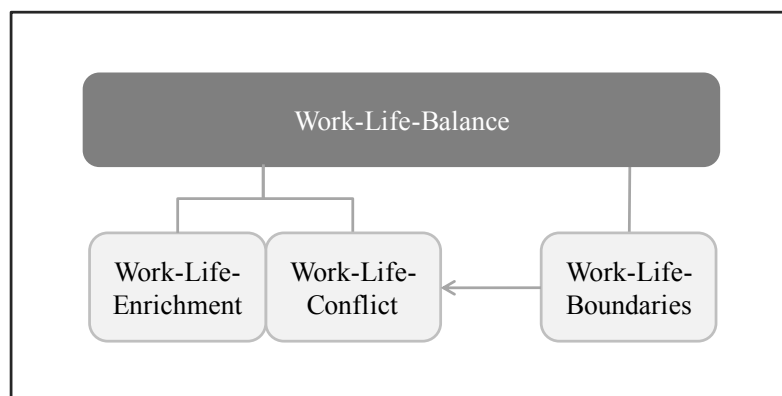 Work-Life-Balance
Work-Life-
Enrichment
Work-Life-
Conflict
Work-Life-
Boundaries